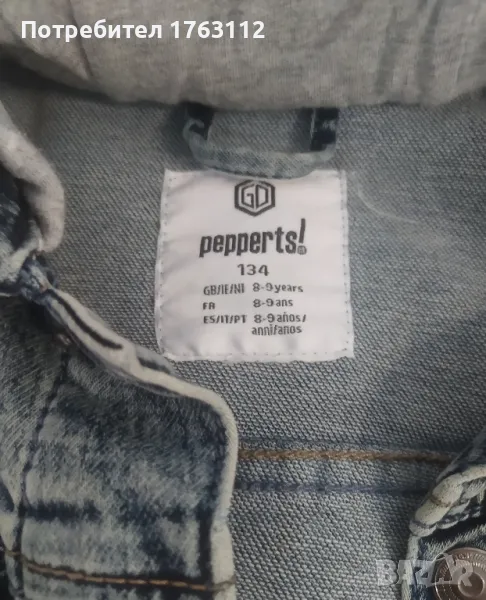 Потребител 1763112
GD
pepperts!
134
GB/IE/NI 8-9 years
FR 8-9 ans
ES/IT/PT 8-9 años/
anni/anos
BAZAR